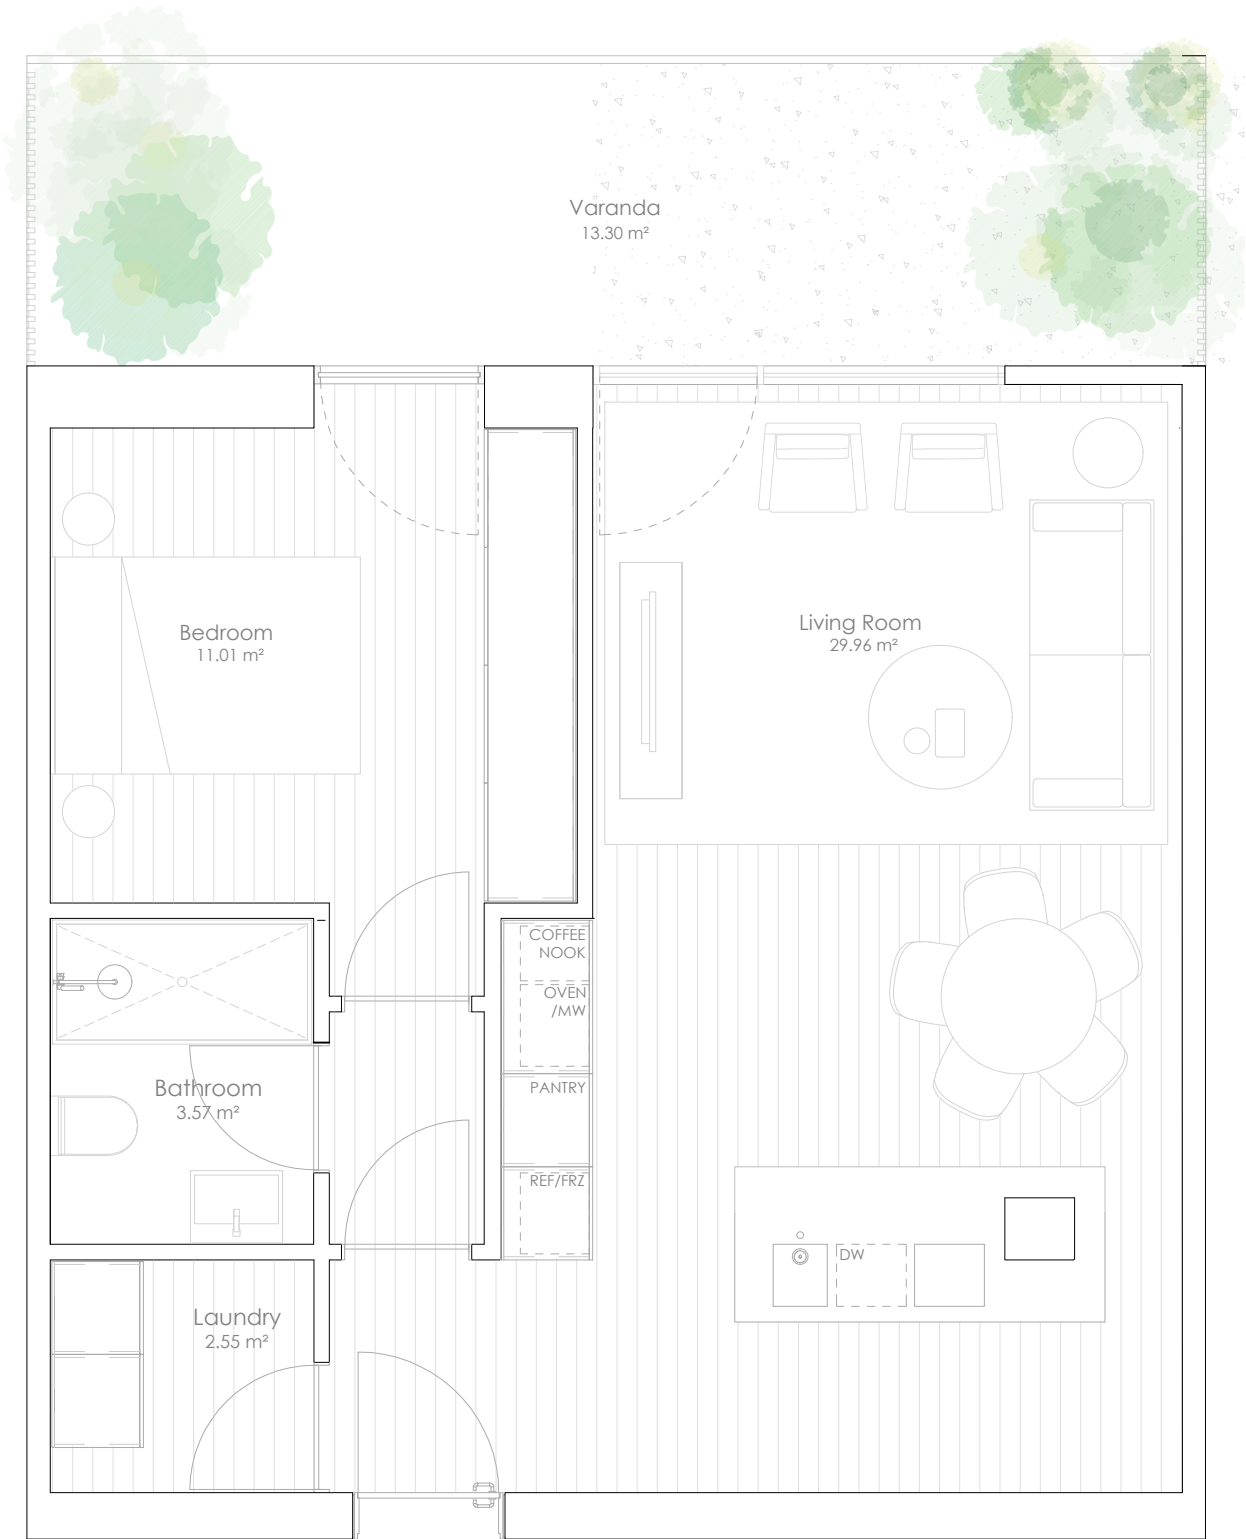 Varanda
13.30 m²
Bedroom
11.01 m²
Living Room
29.96 m²
COFFEE
NOOK
OVEN
/MW
PANTRY
REF/FRZ
Bathroom
3.57 m²
DW
Laundry
2.55 m²